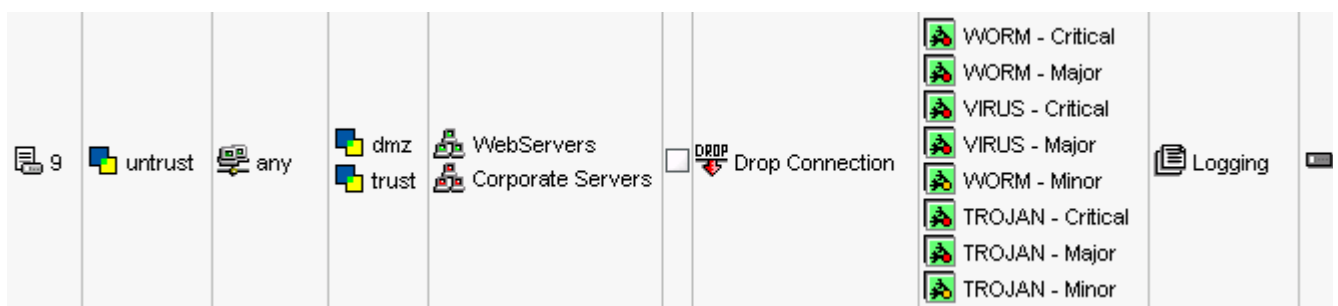 9
untrust
any
dmz
trust
WebServers
Corporate Servers
DROP
Drop Connection
WORM - Critical
WORM - Major
VIRUS - Critical
VIRUS - Major
WORM - Minor
TROJAN - Critical
TROJAN - Major
TROJAN - Minor
Logging